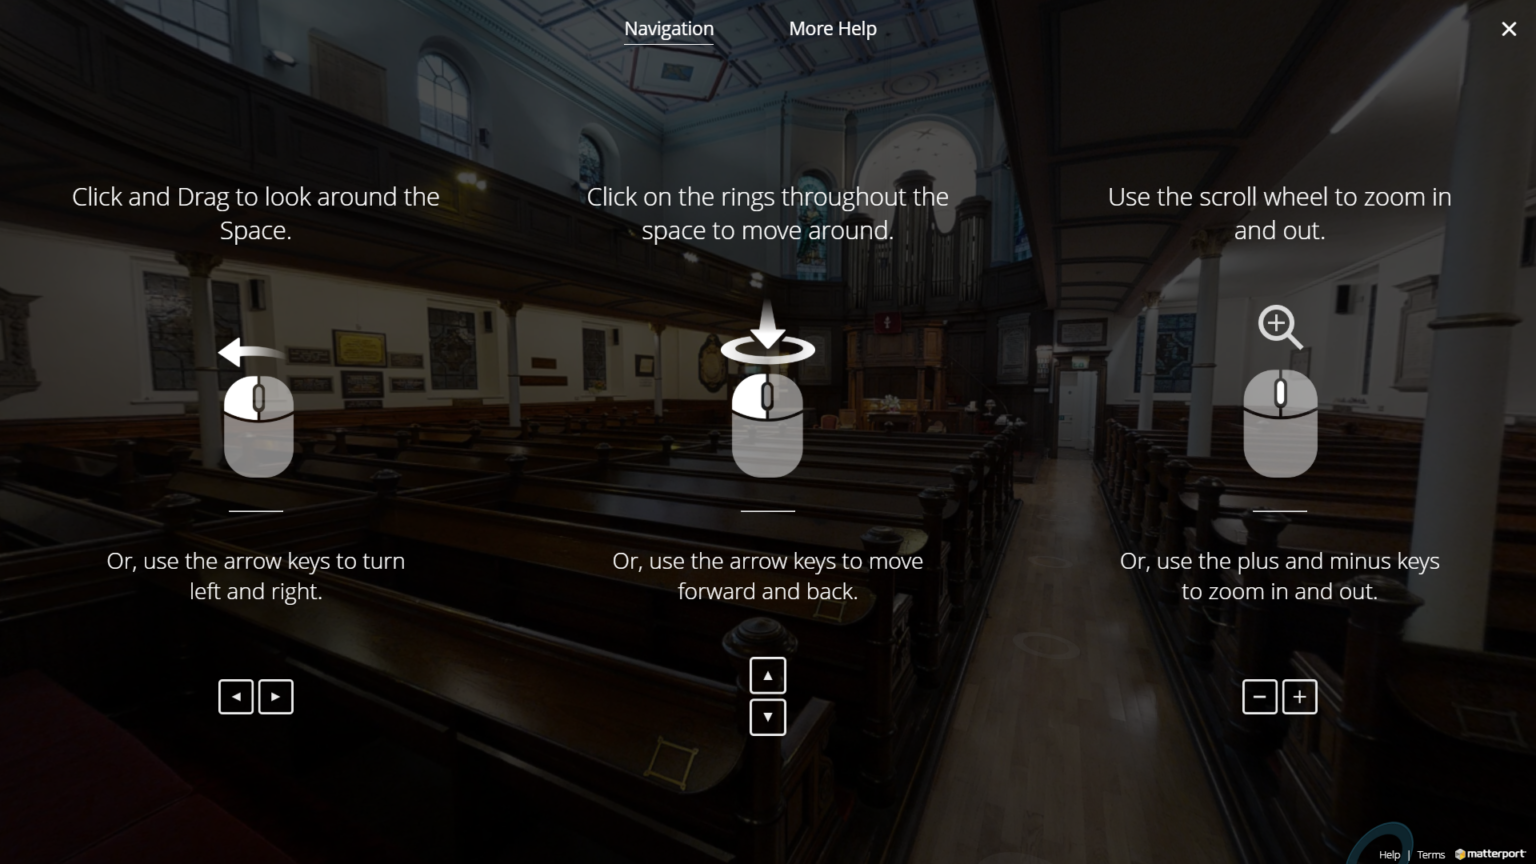 Navigation
More Help
Click and Drag to look around the
Space.
Click on the rings throughout the
space to move around.
Use the scroll wheel to zoom in
and out.
Or, use the arrow keys to turn
left and right.
Or, use the arrow keys to move
forward and back.
Or, use the plus and minus keys
to zoom in and out.
Help | Terms
matterport